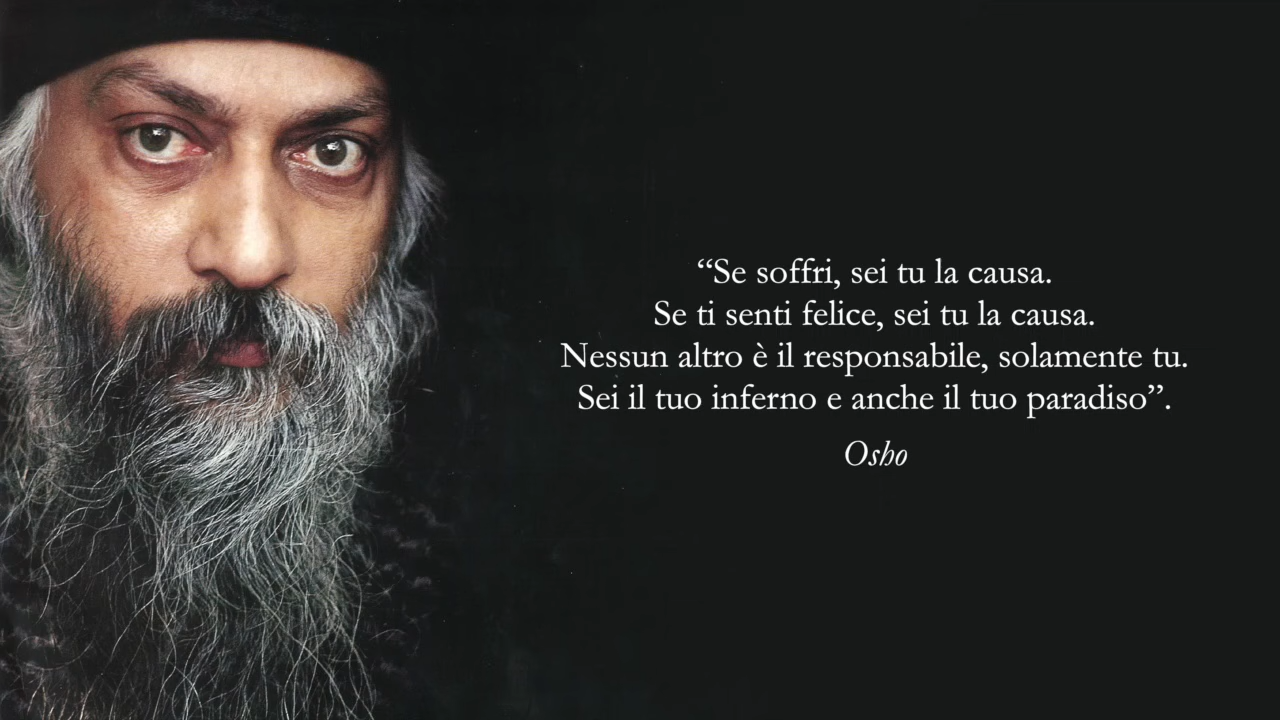 “Se soffri, sei tu la causa.
Se ti senti felice, sei tu la causa.
Nessun altro è il responsabile, solamente tu.
Sei il tuo inferno e anche il tuo paradiso”.
Osho